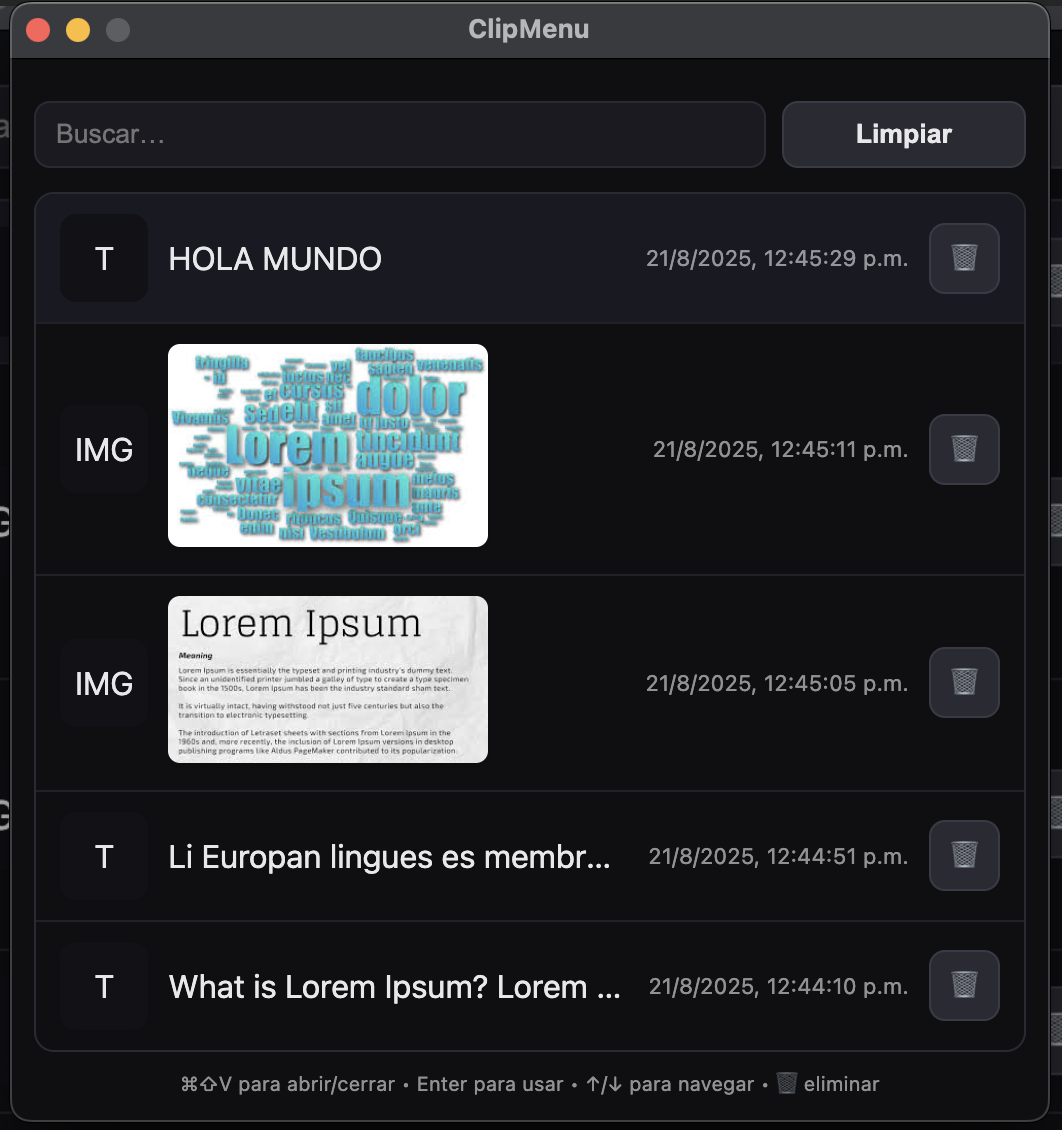 ClipMenu
Buscar...
Limpiar
T
HOLA MUNDO
21/8/2025, 12:45:29 p.m.
IMG
fringilla
id
faucibus
sapien
venenatis
vel
luctus
cursus
et
dolor
Vivamus
Sed
elit
sit
amet
justo
Lorem
tincidunt
augue
neque
vitae
ipsum
metus
mauris
consectetur
ante
Donec
rhoncus
Quisque
enim
nisl
Vestibulum
orci
21/8/2025, 12:45:11 p.m.
IMG
Lorem Ipsum
Meaning
Lorem Ipsum is essentially the typeset and printing industry's dummy text.
Since an unidentified printer jumbled a galley of type to create a type specimen
book in the 1500s, Lorem Ipsum has been the industry standard sham text.
It is virtually intact, having withstood not just five centuries but also the
transition to electronic typesetting.
The introduction of Letraset sheets with sections from Lorem Ipsum in the
1960s and, more recently, the inclusion of Lorem Ipsum versions in desktop
publishing programs like Aldus PageMaker contributed to its popularization.
21/8/2025, 12:45:05 p.m.
T
Li Europan lingues es membr...
21/8/2025, 12:44:51 p.m.
T
What is Lorem Ipsum? Lorem ...
21/8/2025, 12:44:10 p.m.
⌘⇧V para abrir/cerrar • Enter para usar • ↑/↓ para navegar • 🗑️ eliminar